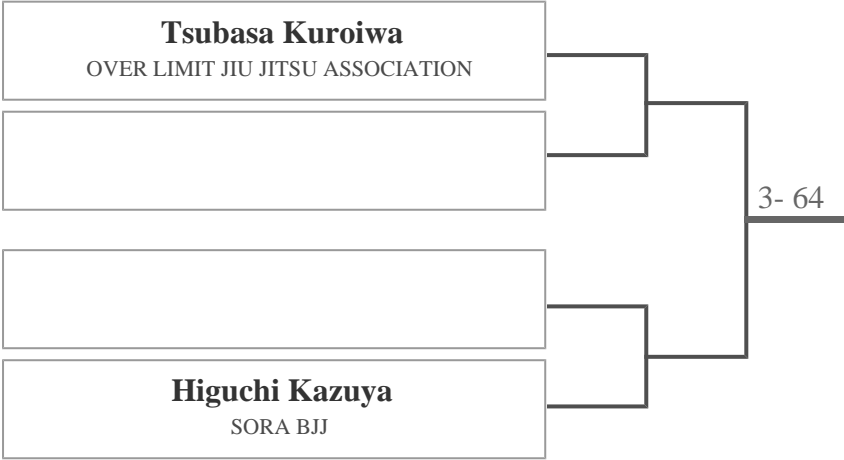 Tsubasa Kuroiwa
OVER LIMIT JIU JITSU ASSOCIATION
3- 64
Higuchi Kazuya
SORA BJJ